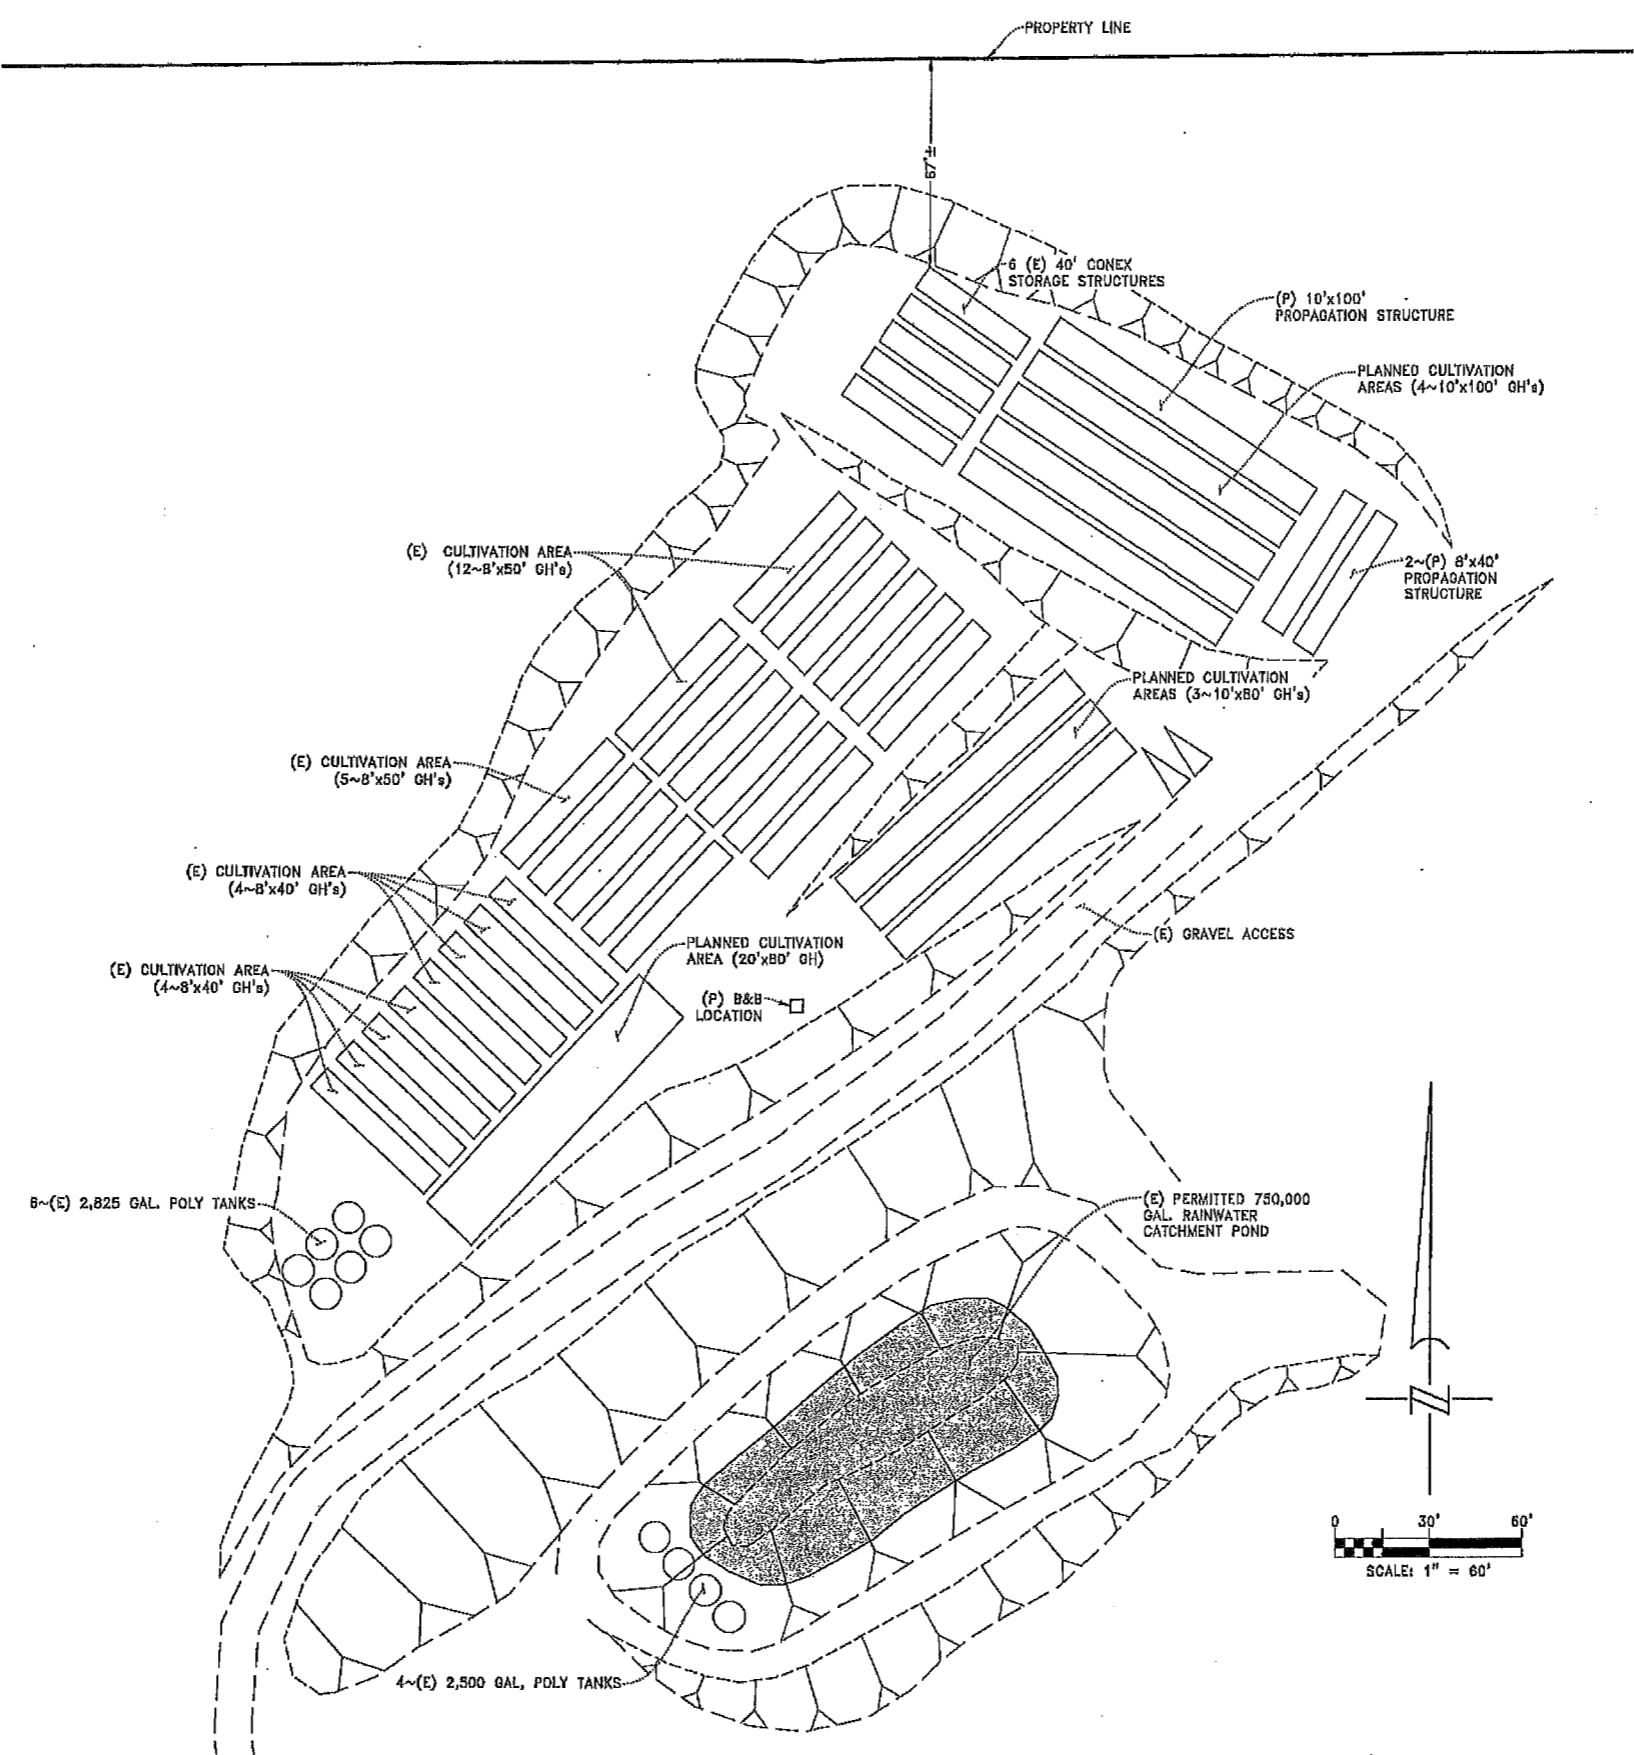 PROPERTY LINE
67'±
6 (E) 40' CONEX
STORAGE STRUCTURES
(P) 10'x100'
PROPAGATION STRUCTURE
PLANNED CULTIVATION
AREAS (4~10'x100' GH's)
(E) CULTIVATION AREA
(12~8'x50' GH's)
2~(P) 8'x40'
PROPAGATION
STRUCTURE
PLANNED CULTIVATION
AREAS (3~10'x80' GH's)
(E) CULTIVATION AREA
(5~8'x50' GH's)
(E) CULTIVATION AREA
(4~8'x40' GH's)
(E) GRAVEL ACCESS
PLANNED CULTIVATION
AREA (20'x80' GH)
(E) CULTIVATION AREA
(4~8'x40' GH's)
(P) B&B
LOCATION
6~(E) 2,825 GAL. POLY TANKS
(E) PERMITTED 750,000
GAL. RAINWATER
CATCHMENT POND
N
0 30' 60'
SCALE: 1" = 60'
4~(E) 2,500 GAL. POLY TANKS